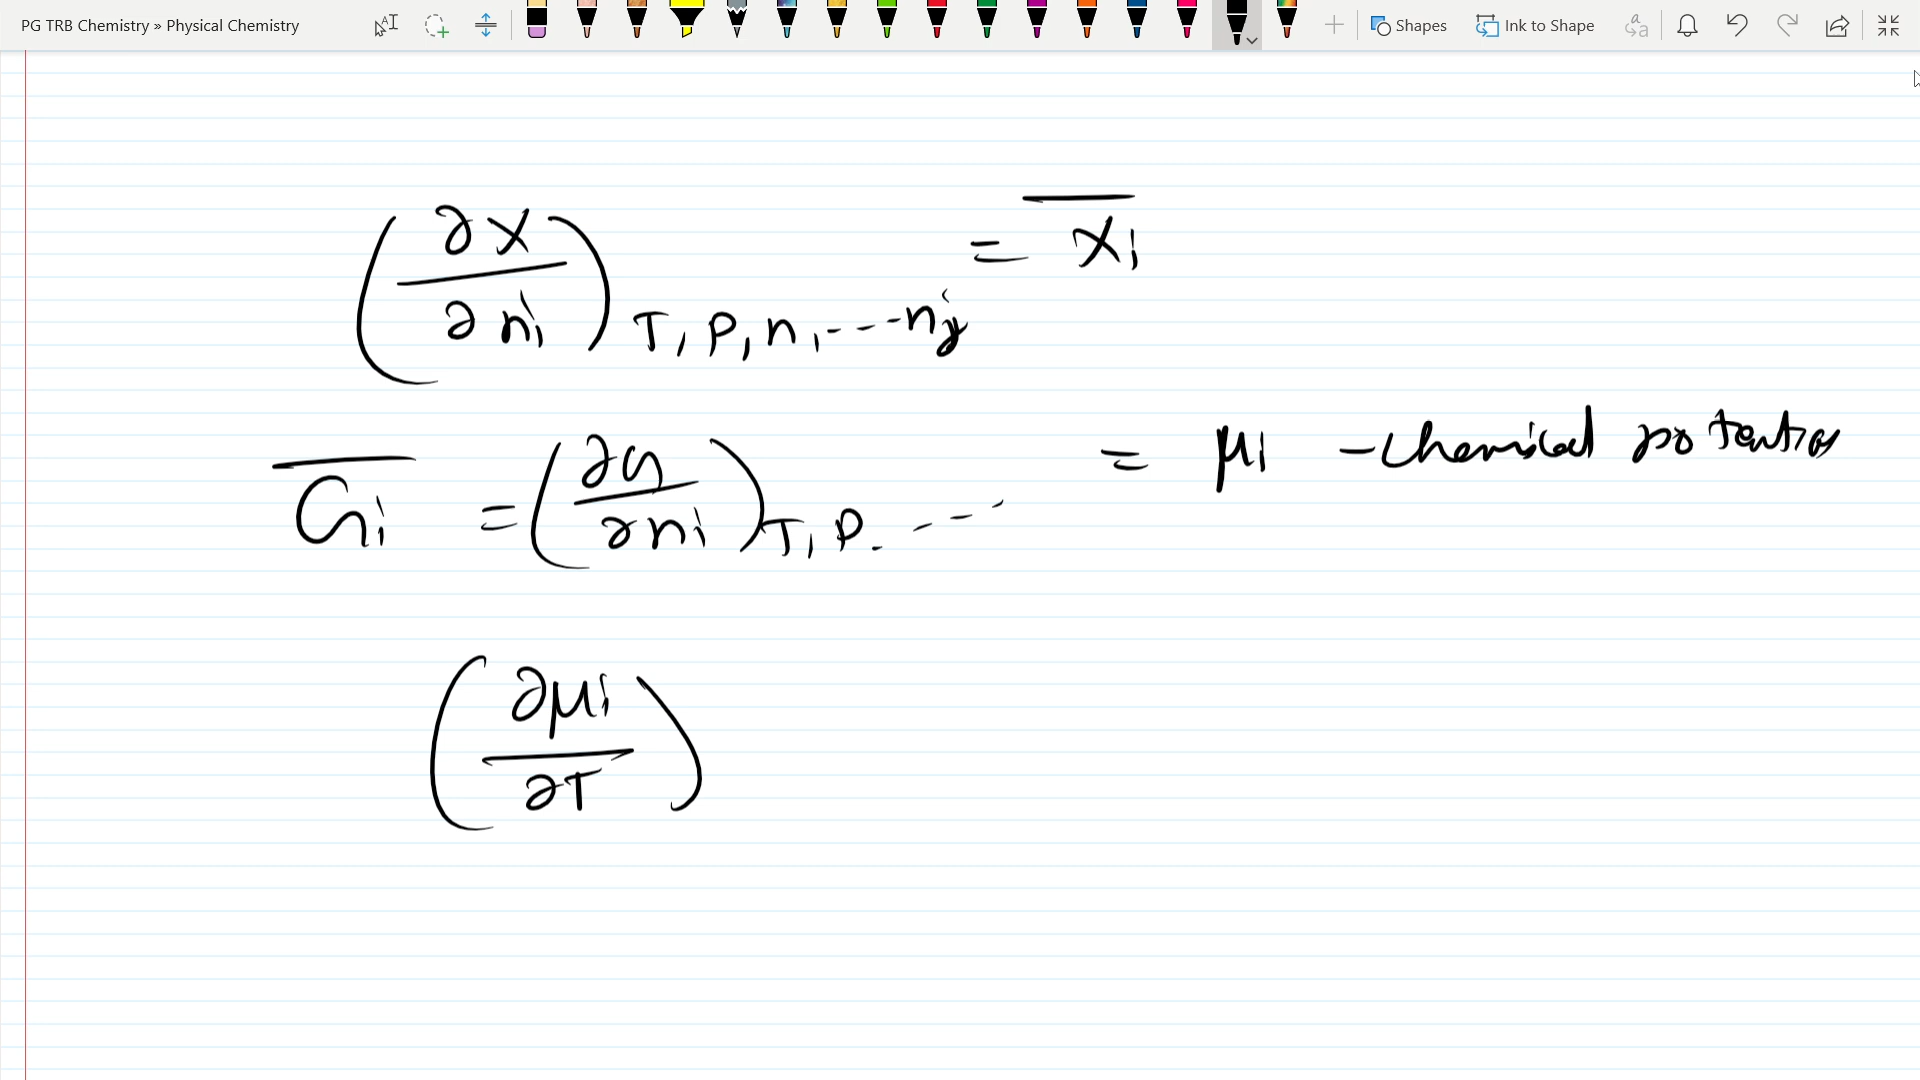 PG TRB Chemistry » Physical Chemistry Shapes Ink to Shape
(∂X/∂ni)T,P,n1---nj = X̄i
Ḡi = (∂G/∂ni)T,P.--- = μi - chemical potential
(∂μi/∂T)